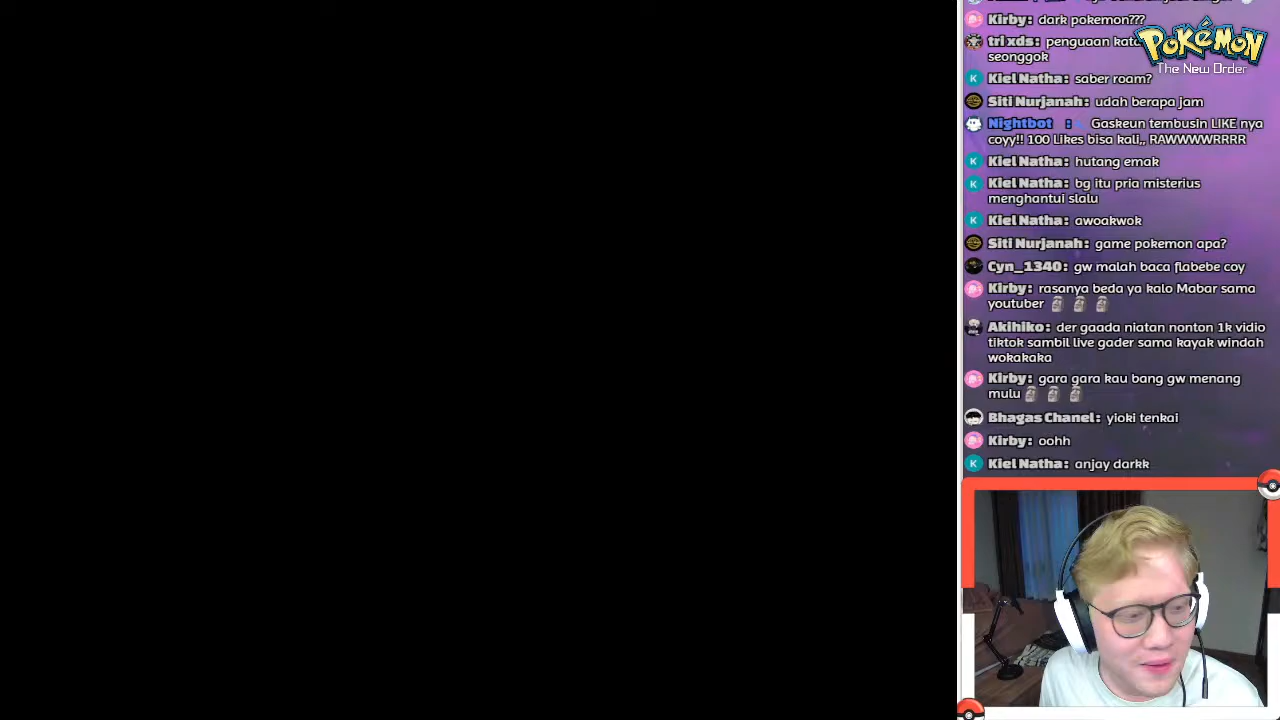 Kirby: dark pokemon???
tri xds: penguaan kata
seonggok
POKéMON
The New Order
Kiel Natha: saber roam?
Siti Nurjanah: udah berapa jam
Nightbot : Gaskeun tembusin LIKE nya
coyy!! 100 Likes bisa kali,, RAWWWWRRRR
Kiel Natha: hutang emak
Kiel Natha: bg itu pria misterius
menghantui slalu
Kiel Natha: awoakwok
Siti Nurjanah: game pokemon apa?
Cyn_1340: gw malah baca flabebe coy
Kirby: rasanya beda ya kalo Mabar sama
youtuber
Akihiko: der gaada niatan nonton 1k vidio
tiktok sambil live gader sama kayak windah
wokakaka
Kirby: gara gara kau bang gw menang
mulu
Bhagas Chanel: yioki tenkai
Kirby: oohh
Kiel Natha: anjay darkk